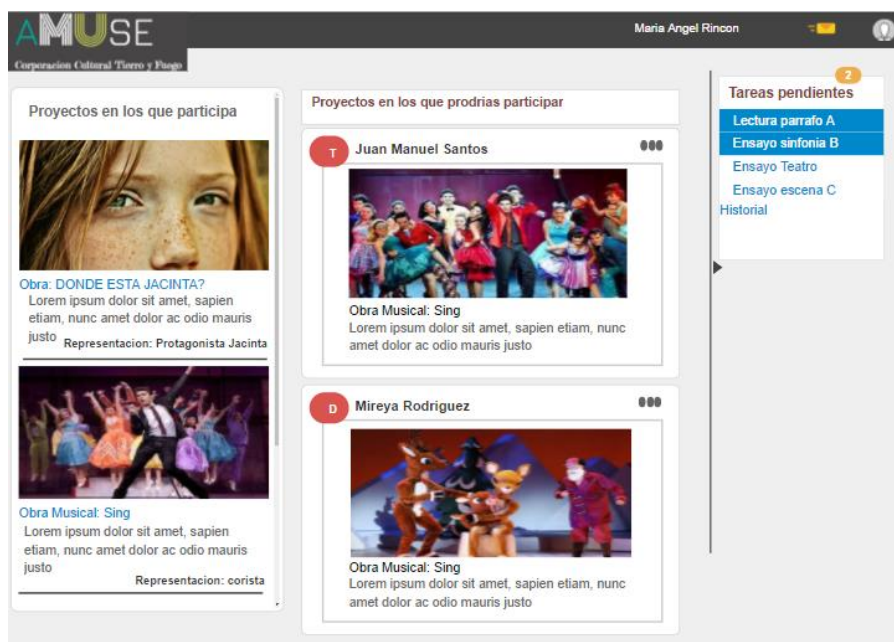 AMUSE
Corporacion Cultural Tierro y Fuego
Maria Angel Rincon
Proyectos en los que participa
Obra: DONDE ESTA JACINTA?
Lorem ipsum dolor sit amet, sapien
etiam, nunc amet dolor ac odio mauris
justo
Representacion: Protagonista Jacinta
Obra Musical: Sing
Lorem ipsum dolor sit amet, sapien
etiam, nunc amet dolor ac odio mauris
justo
Representacion: corista
Proyectos en los que prodrias participar
T
Juan Manuel Santos
Obra Musical: Sing
Lorem ipsum dolor sit amet, sapien etiam, nunc
amet dolor ac odio mauris justo
D
Mireya Rodriguez
Obra Musical: Sing
Lorem ipsum dolor sit amet, sapien etiam, nunc
amet dolor ac odio mauris justo
2
Tareas pendientes
Lectura parrafo A
Ensayo sinfonia B
Ensayo Teatro
Ensayo escena C
Historial